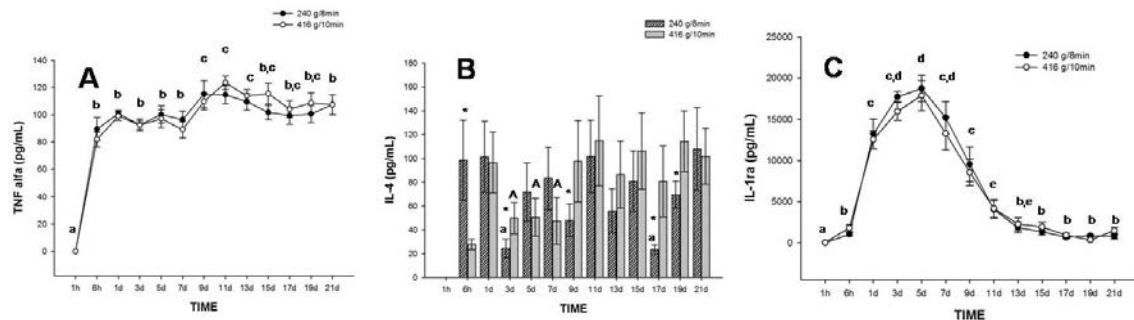 240 g/8min
416 g/10min
A
TNF alfa (pg/mL)
140
120
100
80
60
40
20
0
a
b
b
b
b
b
c
c
c
b,c
b,c
b,c
b
1h 6h 1d 3d 5d 7d 9d 11d 13d 15d 17d 19d 21d
TIME
240 g/8min
416 g/10min
B
IL-4 (pg/mL)
200
180
160
140
120
100
80
60
40
20
0
*
*
a
A
A
A
*
*
a
*
1h 6h 1d 3d 5d 7d 9d 11d 13d 15d 17d 19d 21d
TIME
240 g/8min
416 g/10min
C
IL-1ra (pg/mL)
25000
20000
15000
10000
5000
0
a
b
c
c,d
d
c,d
c
e
b,e
b
b
b
b
1h 6h 1d 3d 5d 7d 9d 11d 13d 15d 17d 19d 21d
TIME